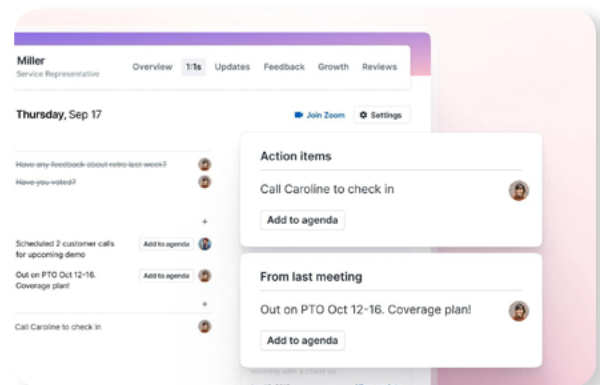 Miller
Service Representative
Overview 1:1s Updates Feedback Growth Reviews
Thursday, Sep 17
Join Zoom Settings
Have any feedback about retro last week?
Have you voted?
+
Scheduled 2 customer calls
for upcoming demo
Add to agenda
Out on PTO Oct 12-16.
Coverage plan!
Add to agenda
+
Call Caroline to check in
Action items
Call Caroline to check in
Add to agenda
From last meeting
Out on PTO Oct 12-16. Coverage plan!
Add to agenda
morning with a client so